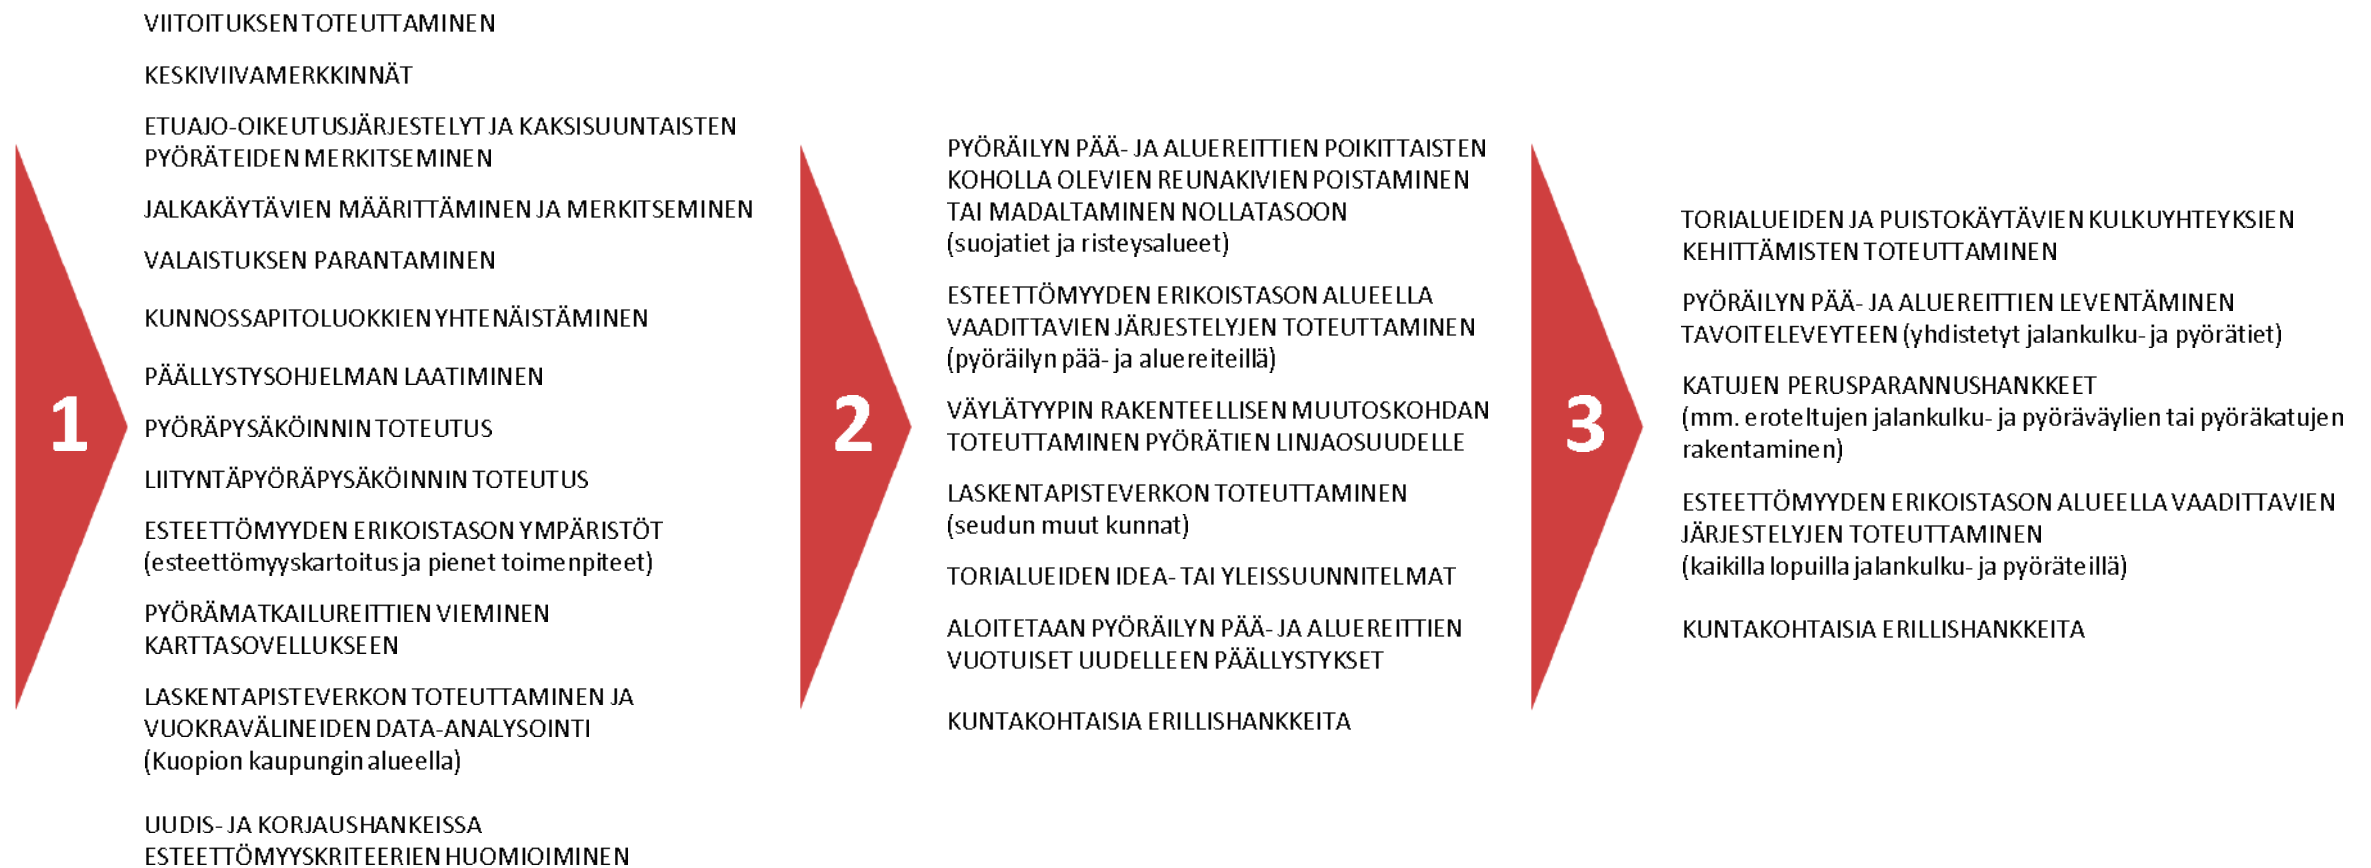 1
VIITOITUKSEN TOTEUTTAMINEN
KESKIVIIVAMERKKINNÄT
ETUAJO-OIKEUTUSJÄRJESTELYT JA KAKSISUUNTAISTEN
PYÖRÄTEIDEN MERKITSEMINEN
JALKAKÄYTÄVIEN MÄÄRITTÄMINEN JA MERKITSEMINEN
VALAISTUKSEN PARANTAMINEN
KUNNOSSAPITOLUOKKIEN YHTENÄISTÄMINEN
PÄÄLLYSTYSOHJELMAN LAATIMINEN
PYÖRÄPYSÄKÖINNIN TOTEUTUS
LIITYNTÄPYÖRÄPYSÄKÖINNIN TOTEUTUS
ESTEETTÖMYYDEN ERIKOISTASON YMPÄRISTÖT
(esteettömyyskartoitus ja pienet toimenpiteet)
PYÖRÄMATKAILUREITTIEN VIEMINEN
KARTTASOVELLUKSEEN
LASKENTAPISTEVERKON TOTEUTTAMINEN JA
VUOKRAVÄLINEIDEN DATA-ANALYSOINTI
(Kuopion kaupungin alueella)
UUDIS- JA KORJAUSHANKEISSA
ESTEETTÖMYYSKRITEERIEN HUOMIOIMINEN
2
PYÖRÄILYN PÄÄ- JA ALUEREITTIEN POIKITTAISTEN
KOHOLLA OLEVIEN REUNAKIVIEN POISTAMINEN
TAI MADALTAMINEN NOLLATASOON
(suojatiet ja risteysalueet)
ESTEETTÖMYYDEN ERIKOISTASON ALUEELLA
VAADITTAVIEN JÄRJESTELYJEN TOTEUTTAMINEN
(pyöräilyn pää- ja aluereiteillä)
VÄYLÄTYYPIN RAKENTEELLISEN MUUTOSKOHDAN
TOTEUTTAMINEN PYÖRÄTIEN LINJAOSUUDELLE
LASKENTAPISTEVERKON TOTEUTTAMINEN
(seudun muut kunnat)
TORIALUEIDEN IDEA- TAI YLEISSUUNNITELMAT
ALOITETAAN PYÖRÄILYN PÄÄ- JA ALUEREITTIEN
VUOTUISET UUDELLEEN PÄÄLLYSTYKSET
KUNTAKOHTAISIA ERILLISHANKKEITA
3
TORIALUEIDEN JA PUISTOKÄYTÄVIEN KULKUYHTEYKSIEN
KEHITTÄMISTEN TOTEUTTAMINEN
PYÖRÄILYN PÄÄ- JA ALUEREITTIEN LEVENTÄMINEN
TAVOITELEVEYTEEN (yhdistetyt jalankulku- ja pyörätiet)
KATUJEN PERUSPARANNUSHANKKEET
(mm. eroteltujen jalankulku- ja pyöräväylien tai pyöräkatujen
rakentaminen)
ESTEETTÖMYYDEN ERIKOISTASON ALUEELLA VAADITTAVIEN
JÄRJESTELYJEN TOTEUTTAMINEN
(kaikilla lopuilla jalankulku- ja pyöräteillä)
KUNTAKOHTAISIA ERILLISHANKKEITA